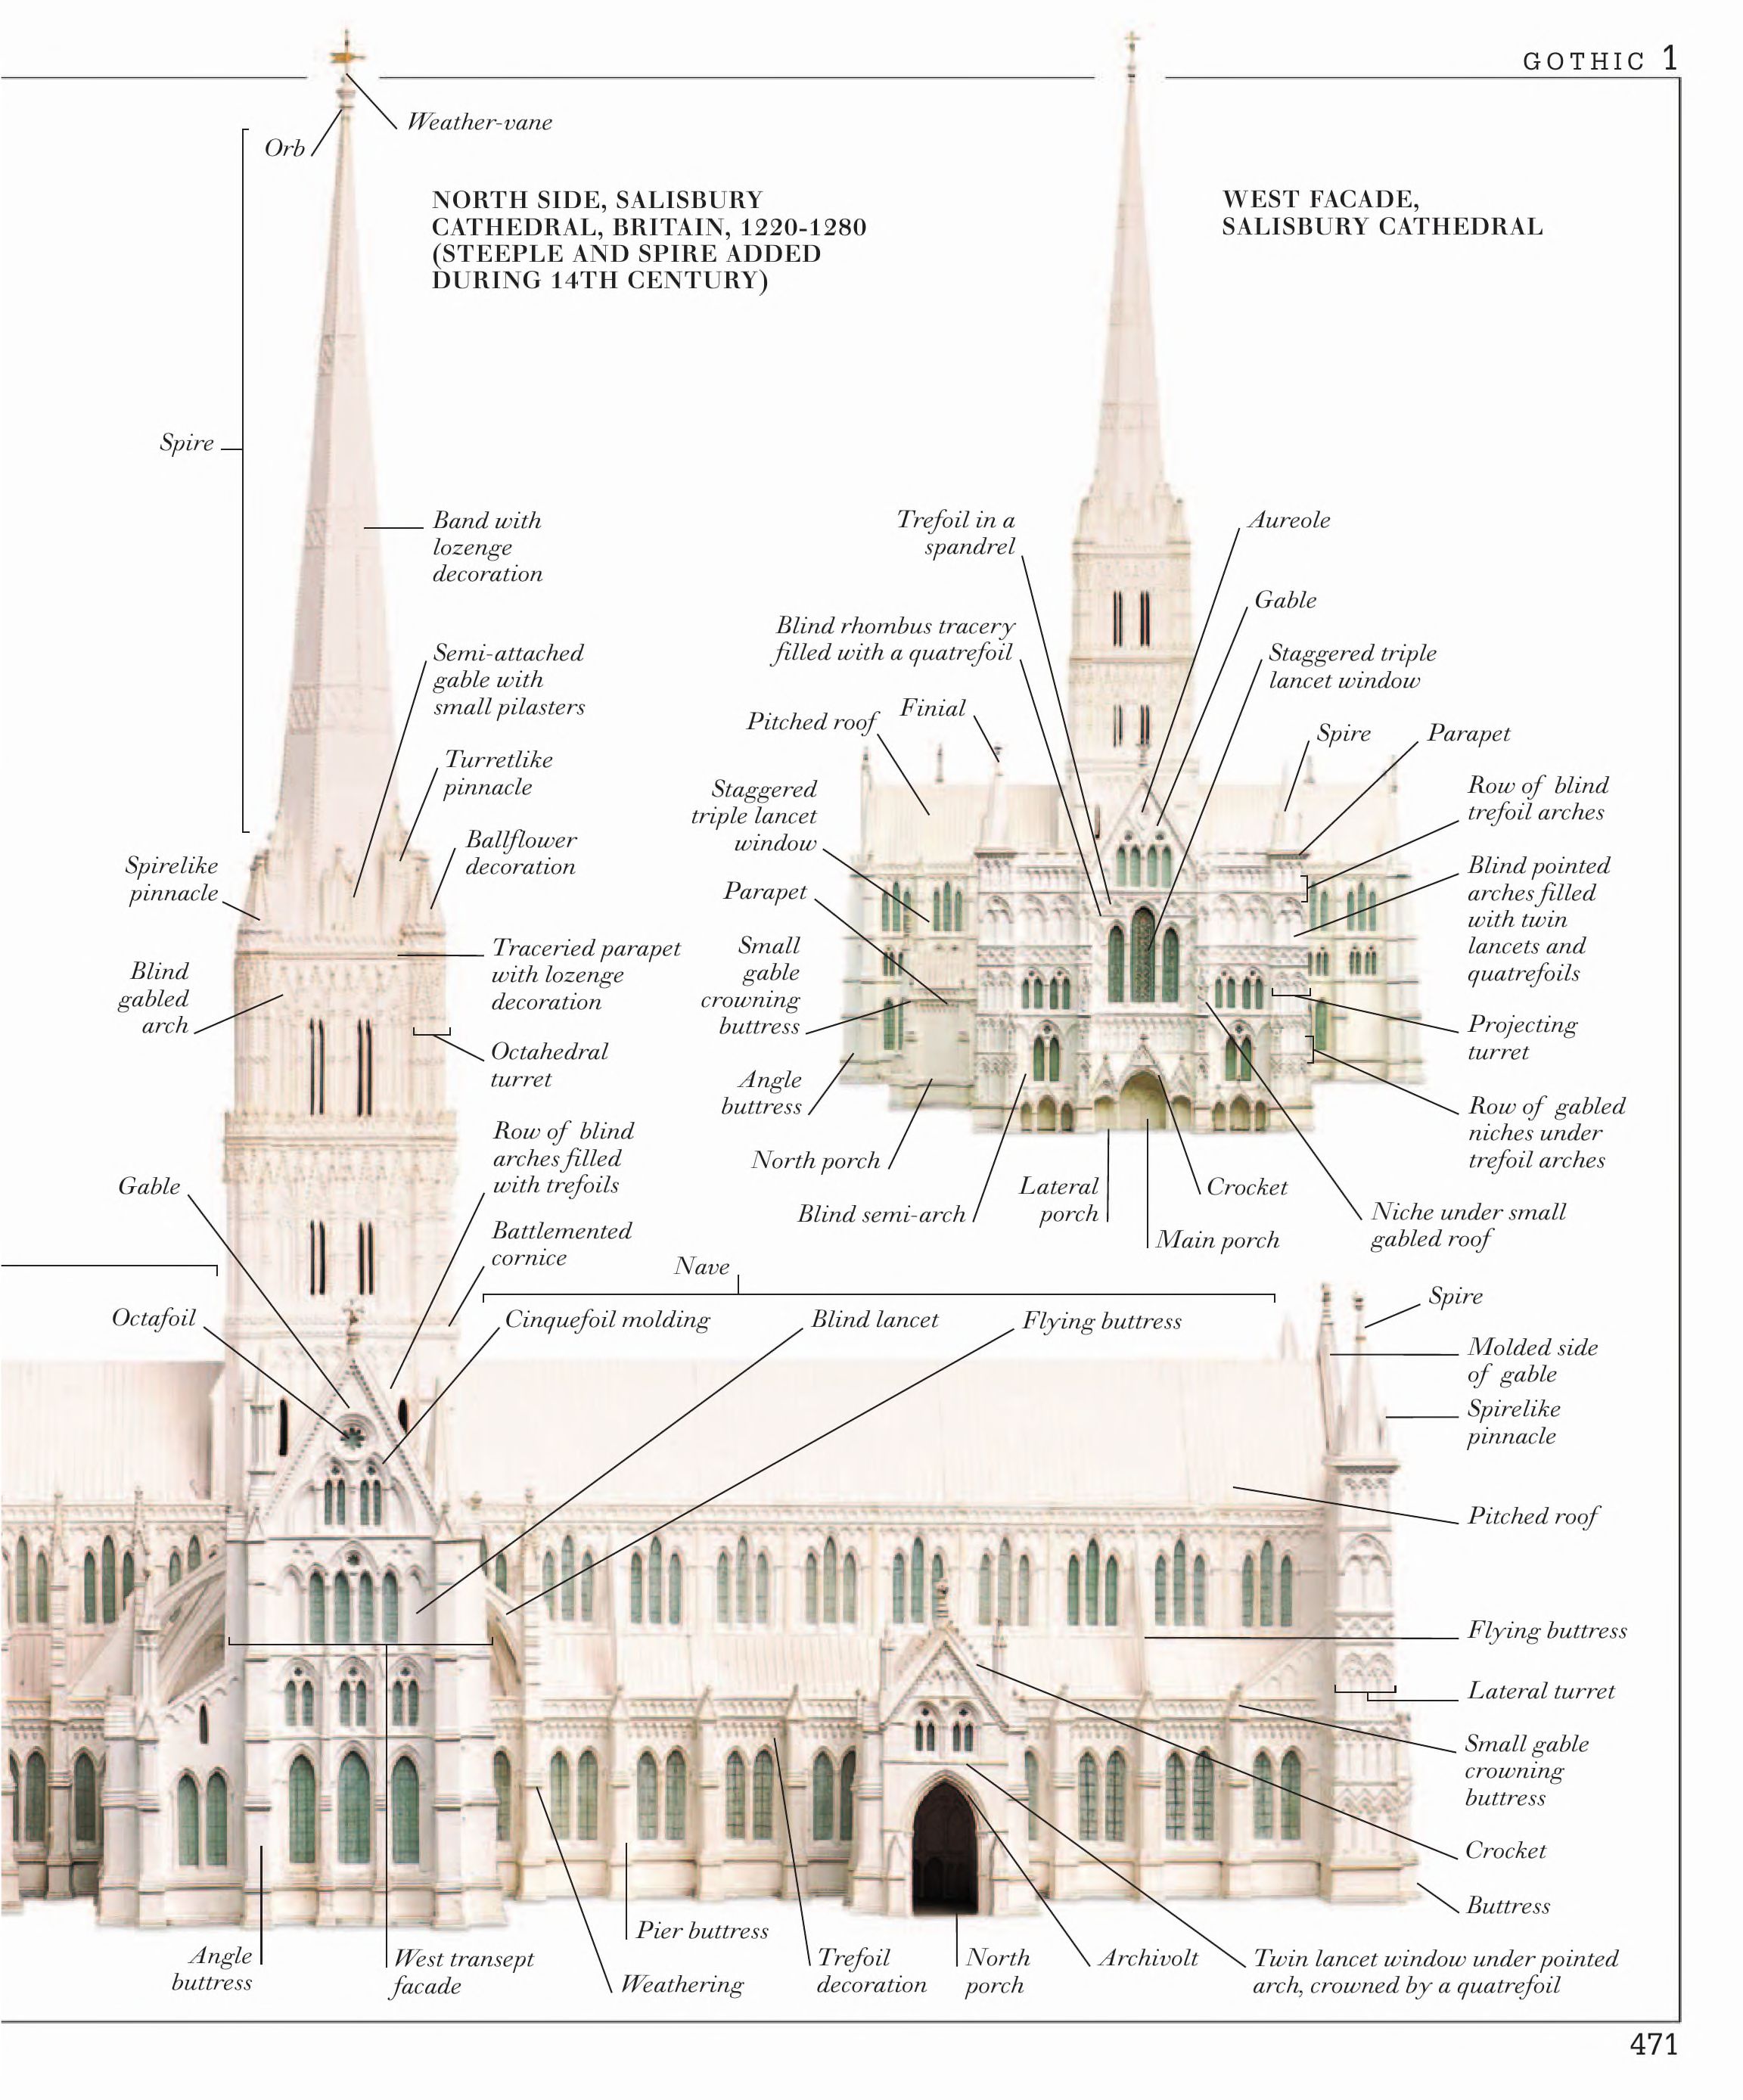 GOTHIC 1
Weather-vane
Orb
NORTH SIDE, SALISBURY
CATHEDRAL, BRITAIN, 1220-1280
(STEEPLE AND SPIRE ADDED
DURING 14TH CENTURY)
Spire
Band with
lozenge
decoration
Semi-attached
gable with
small pilasters
Turretlike
pinnacle
Ballflower
decoration
Spirelike
pinnacle
Traceried parapet
with lozenge
decoration
Blind
gabled
arch
Octahedral
turret
Row of blind
arches filled
with trefoils
Gable
Battlemented
cornice
Octafoil
WEST FACADE,
SALISBURY CATHEDRAL
Trefoil in a
spandrel
Aureole
Gable
Blind rhombus tracery
filled with a quatrefoil
Staggered triple
lancet window
Finial
Pitched roof
Spire
Parapet
Staggered
triple lancet
window
Row of blind
trefoil arches
Parapet
Blind pointed
arches filled
with twin
lancets and
quatrefoils
Small
gable
crowning
buttress
Projecting
turret
Angle
buttress
Row of gabled
niches under
trefoil arches
North porch
Lateral
porch
Crocket
Blind semi-arch
Main porch
Niche under small
gabled roof
Nave
Cinquefoil molding
Blind lancet
Flying buttress
Spire
Molded side
of gable
Spirelike
pinnacle
Pitched roof
Flying buttress
Lateral turret
Small gable
crowning
buttress
Crocket
Buttress
Angle
buttress
West transept
facade
Pier buttress
Weathering
Trefoil
decoration
North
porch
Archivolt
Twin lancet window under pointed
arch, crowned by a quatrefoil
471